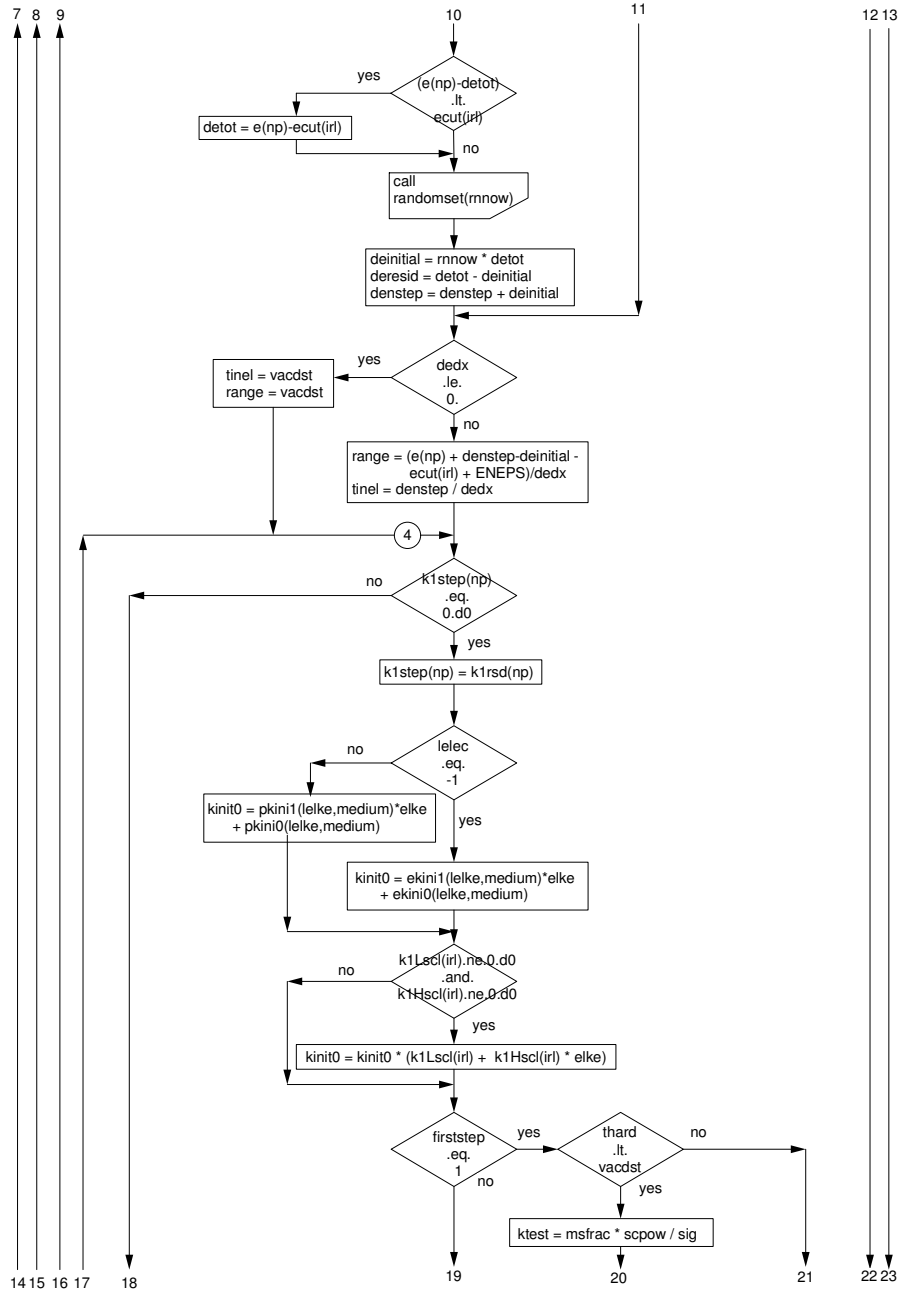 7 8 9 10 11 12 13
(e(np)-detot)
.lt.
ecut(irl)
yes
detot = e(np)-ecut(irl)
no
call
randomset(rnnow)
deinitial = rnnow * detot
deresid = detot - deinitial
denstep = denstep + deinitial
dedx
.le.
0.
yes
tinel = vacdst
range = vacdst
no
range = (e(np) + denstep-deinitial -
ecut(irl) + ENEPS)/dedx
tinel = denstep / dedx
4
k1step(np)
.eq.
0.d0
no
yes
k1step(np) = k1rsd(np)
lelec
.eq.
-1
no
kinit0 = pkini1(lelke,medium)*elke
+ pkini0(lelke,medium)
yes
kinit0 = ekini1(lelke,medium)*elke
+ ekini0(lelke,medium)
k1Lscl(irl).ne.0.d0
.and.
k1Hscl(irl).ne.0.d0
no
yes
kinit0 = kinit0 * (k1Lscl(irl) + k1Hscl(irl) * elke)
firststep
.eq.
1
yes
no
thard
.lt.
vacdst
no
yes
ktest = msfrac * scpow / sig
14 15 16 17 18 19 20 21 22 23